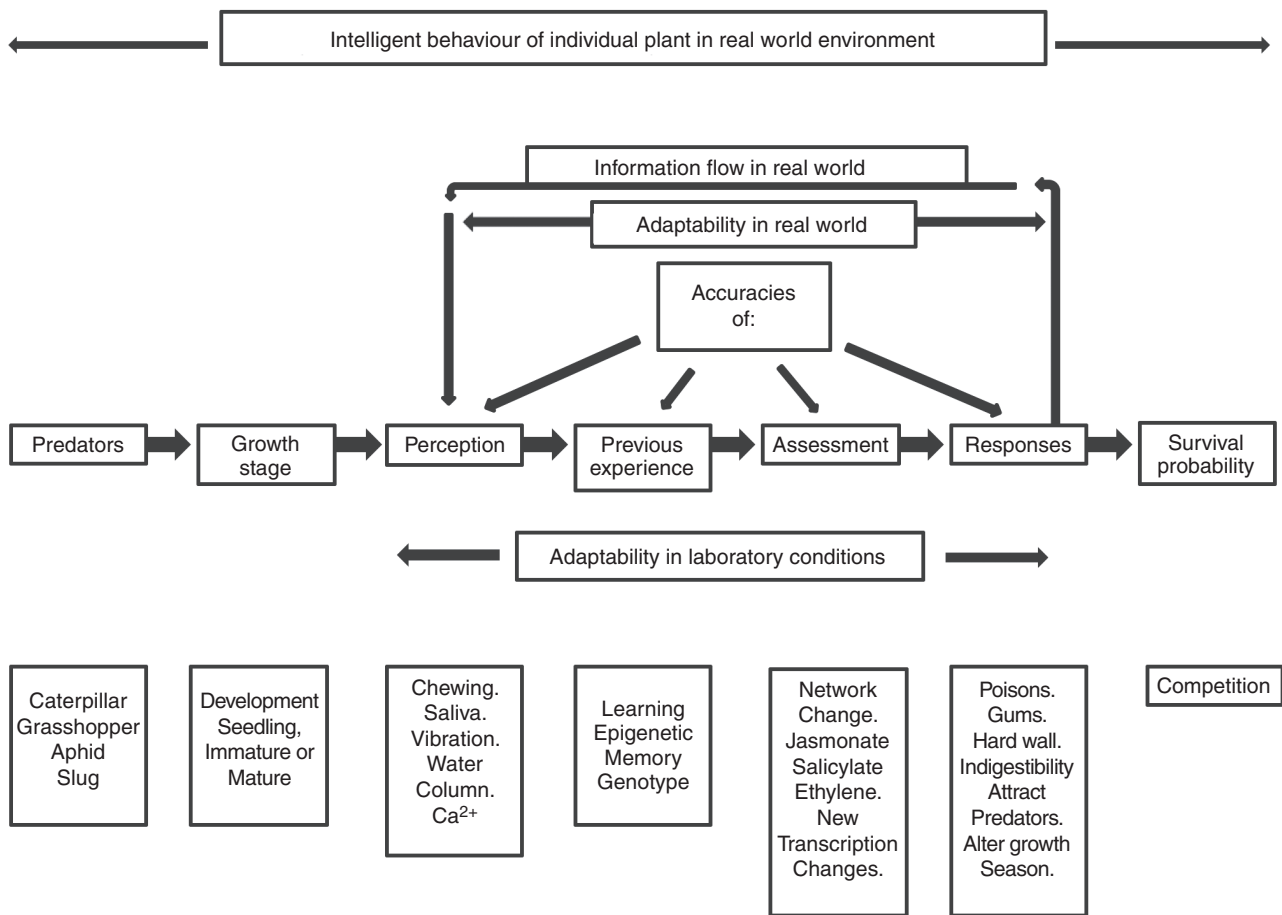 Intelligent behaviour of individual plant in real world environment
Information flow in real world
Adaptability in real world
Accuracies
of:
Predators
Growth
stage
Perception
Previous
experience
Assessment
Responses
Survival
probability
Adaptability in laboratory conditions
Caterpillar
Grasshopper
Aphid
Slug
Development
Seedling,
Immature or
Mature
Chewing.
Saliva.
Vibration.
Water
Column.
Ca²⁺
Learning
Epigenetic
Memory
Genotype
Network
Change.
Jasmonate
Salicylate
Ethylene.
New
Transcription
Changes.
Poisons.
Gums.
Hard wall.
Indigestibility
Attract
Predators.
Alter growth
Season.
Competition